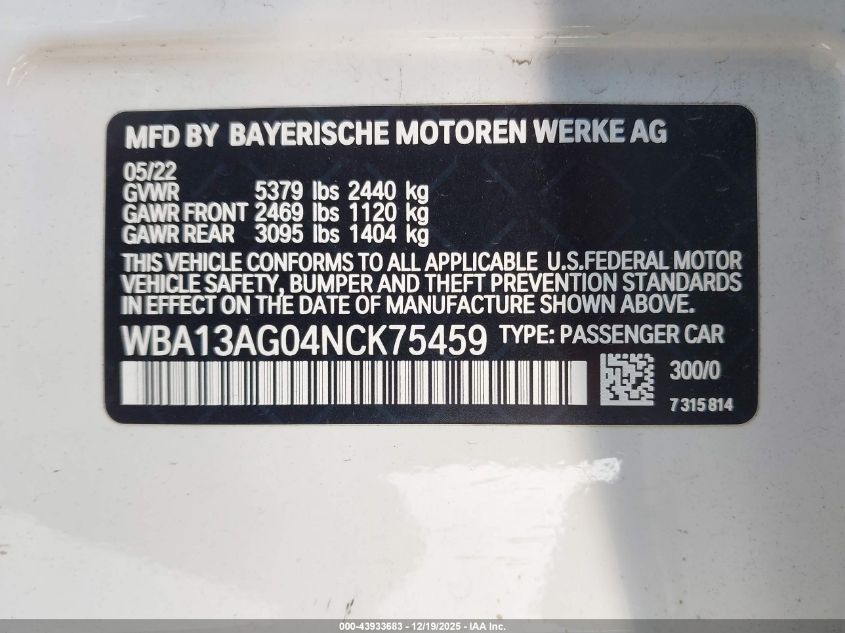 MFD BY BAYERISCHE MOTOREN WERKE AG
05/22
GVWR 5379 lbs 2440 kg
GAWR FRONT 2469 lbs 1120 kg
GAWR REAR 3095 lbs 1404 kg
THIS VEHICLE CONFORMS TO ALL APPLICABLE U.S.FEDERAL MOTOR
VEHICLE SAFETY, BUMPER AND THEFT PREVENTION STANDARDS
IN EFFECT ON THE DATE OF MANUFACTURE SHOWN ABOVE.
WBA13AG04NCK75459 TYPE: PASSENGER CAR
300/0
7 315 814
000-43933683 - 12/19/2025 - IAA Inc.